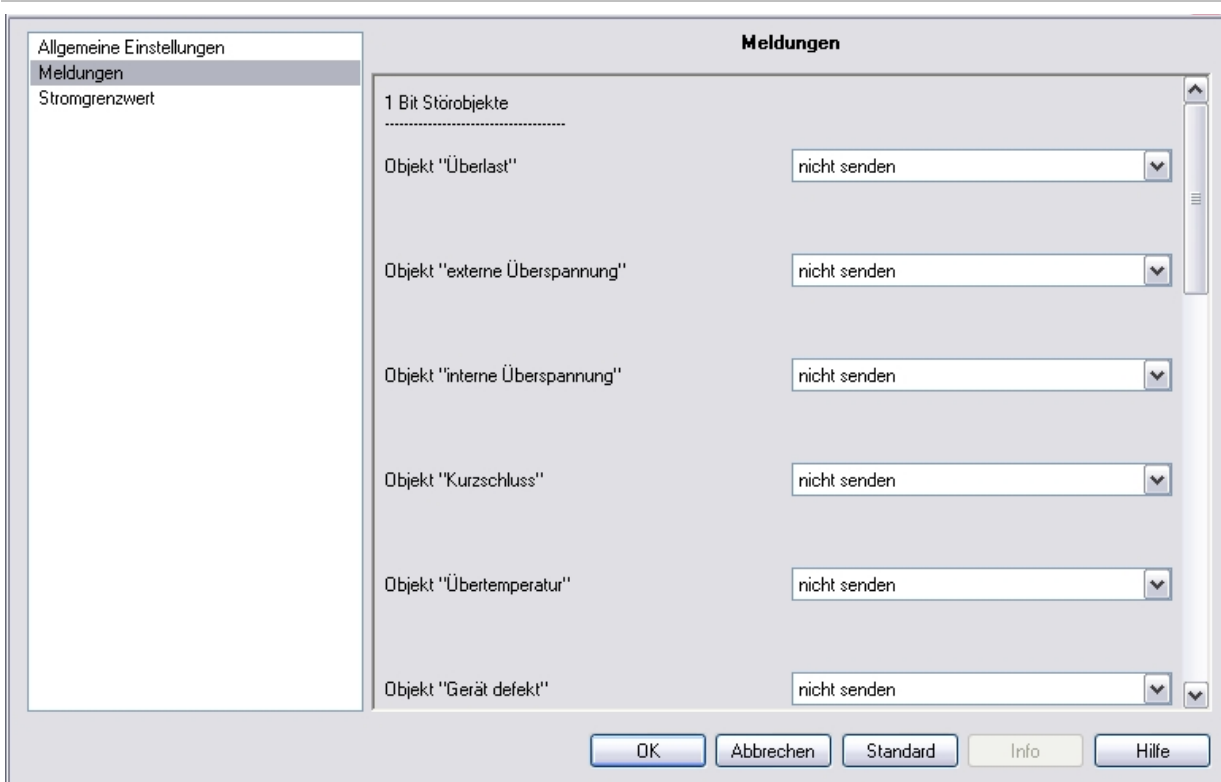 Allgemeine Einstellungen
Meldungen
Stromgrenzwert
Meldungen
1 Bit Störobjekte
-------------------------------------
Objekt "Überlast" nicht senden
Objekt "externe Überspannung" nicht senden
Objekt "interne Überspannung" nicht senden
Objekt "Kurzschluss" nicht senden
Objekt "Übertemperatur" nicht senden
Objekt "Gerät defekt" nicht senden
OK Abbrechen Standard Info Hilfe